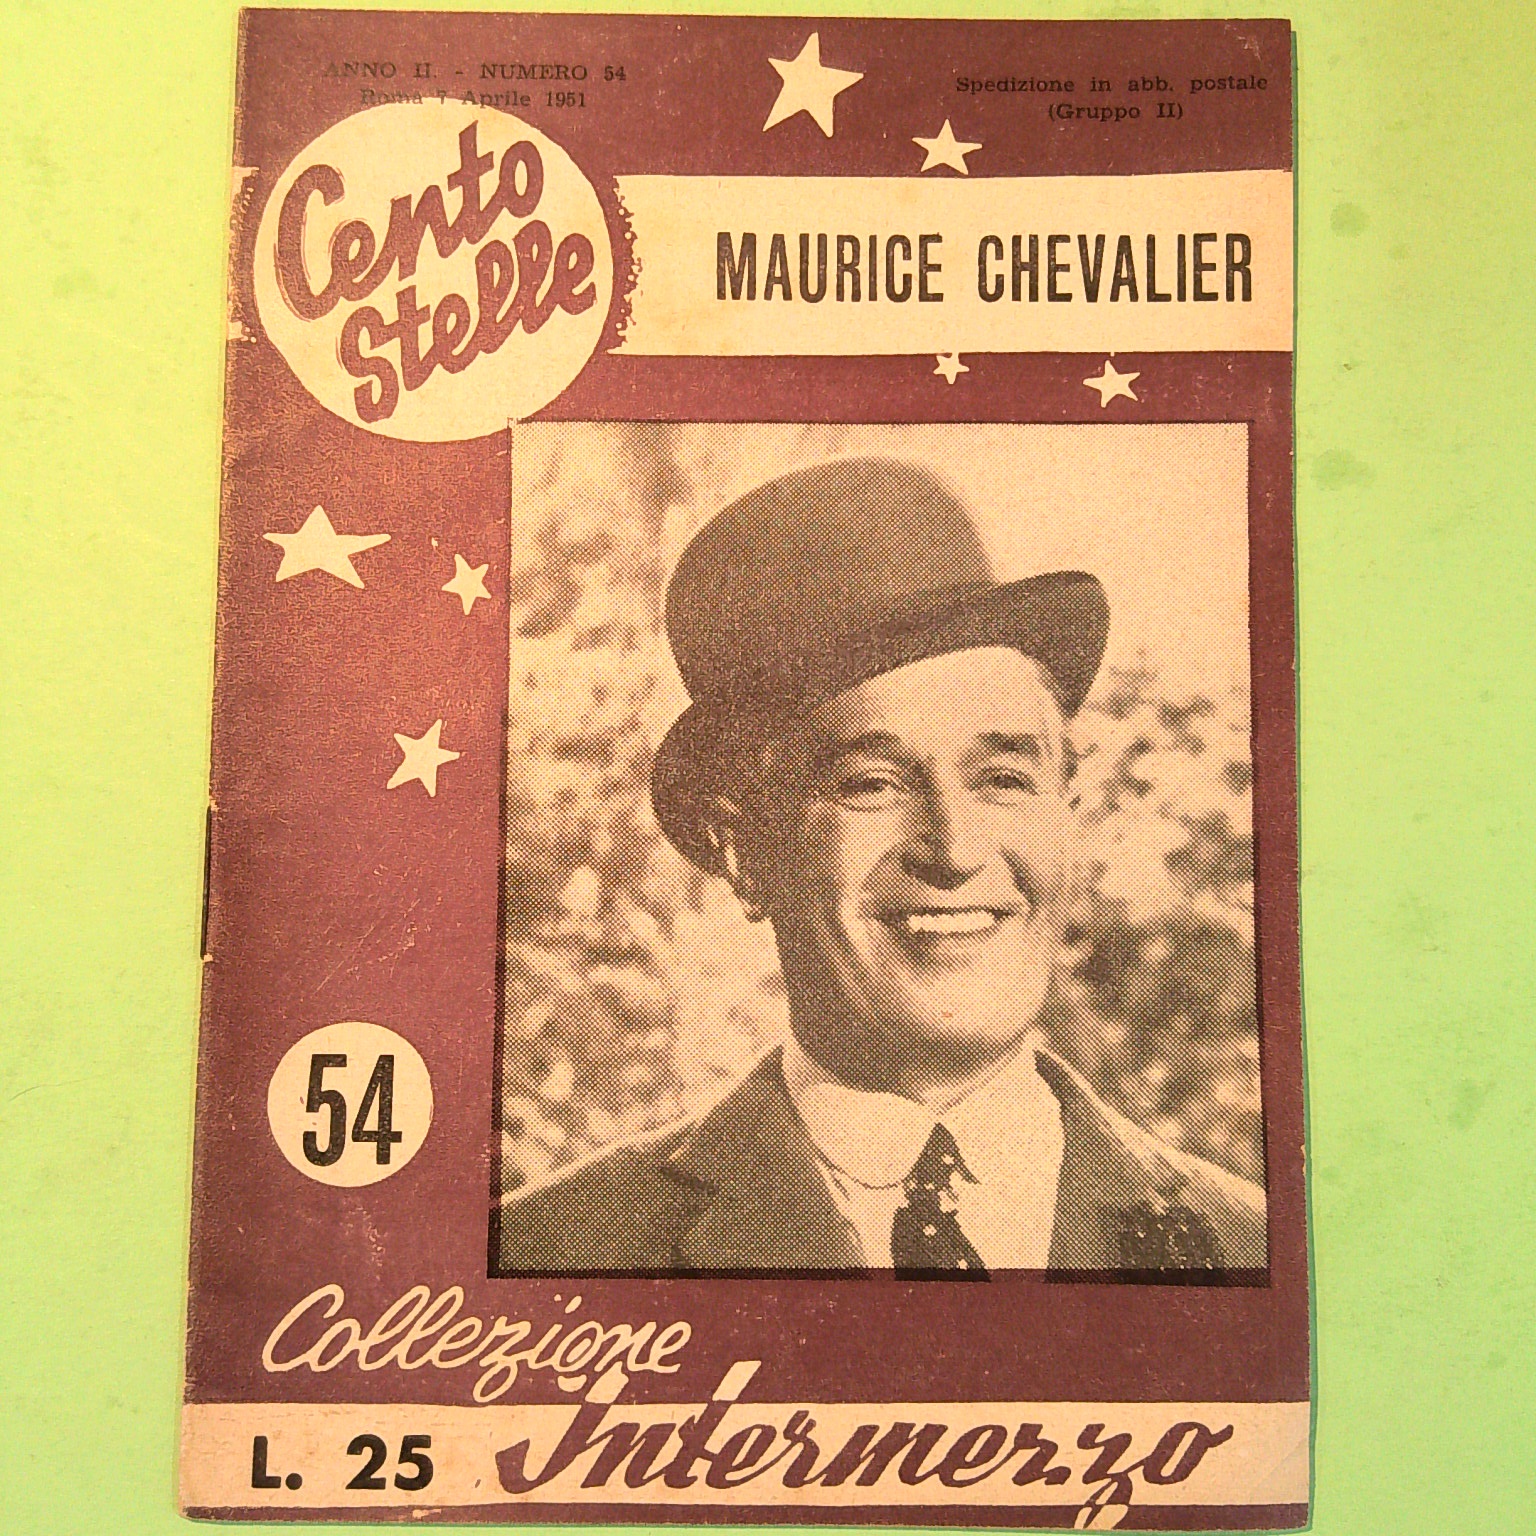 ANNO II. - NUMERO 54
Roma 7 Aprile 1951
Spedizione in abb. postale
(Gruppo II)
Cento
Stelle
MAURICE CHEVALIER
54
Collezione
Intermezzo
L. 25